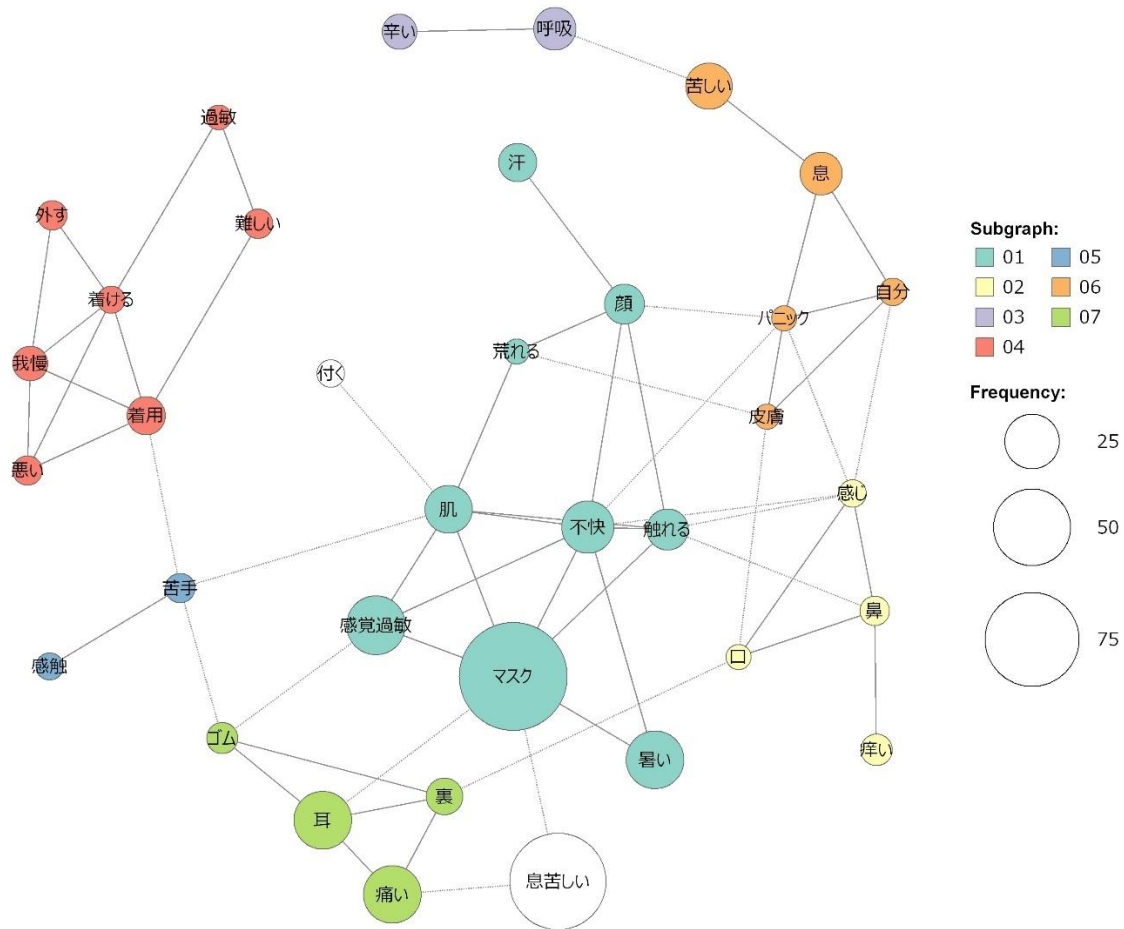 辛い
呼吸
苦しい
過敏
汗
息
外す
難しい
着ける
顔
自分
パニック
荒れる
我慢
付く
着用
皮膚
悪い
感じ
肌
不快
触れる
苦手
鼻
感覚過敏
口
感触
マスク
ゴム
暑い
痒い
裏
耳
息苦しい
痛い
Subgraph:
01 05
02 06
03 07
04
Frequency:
25
50
75